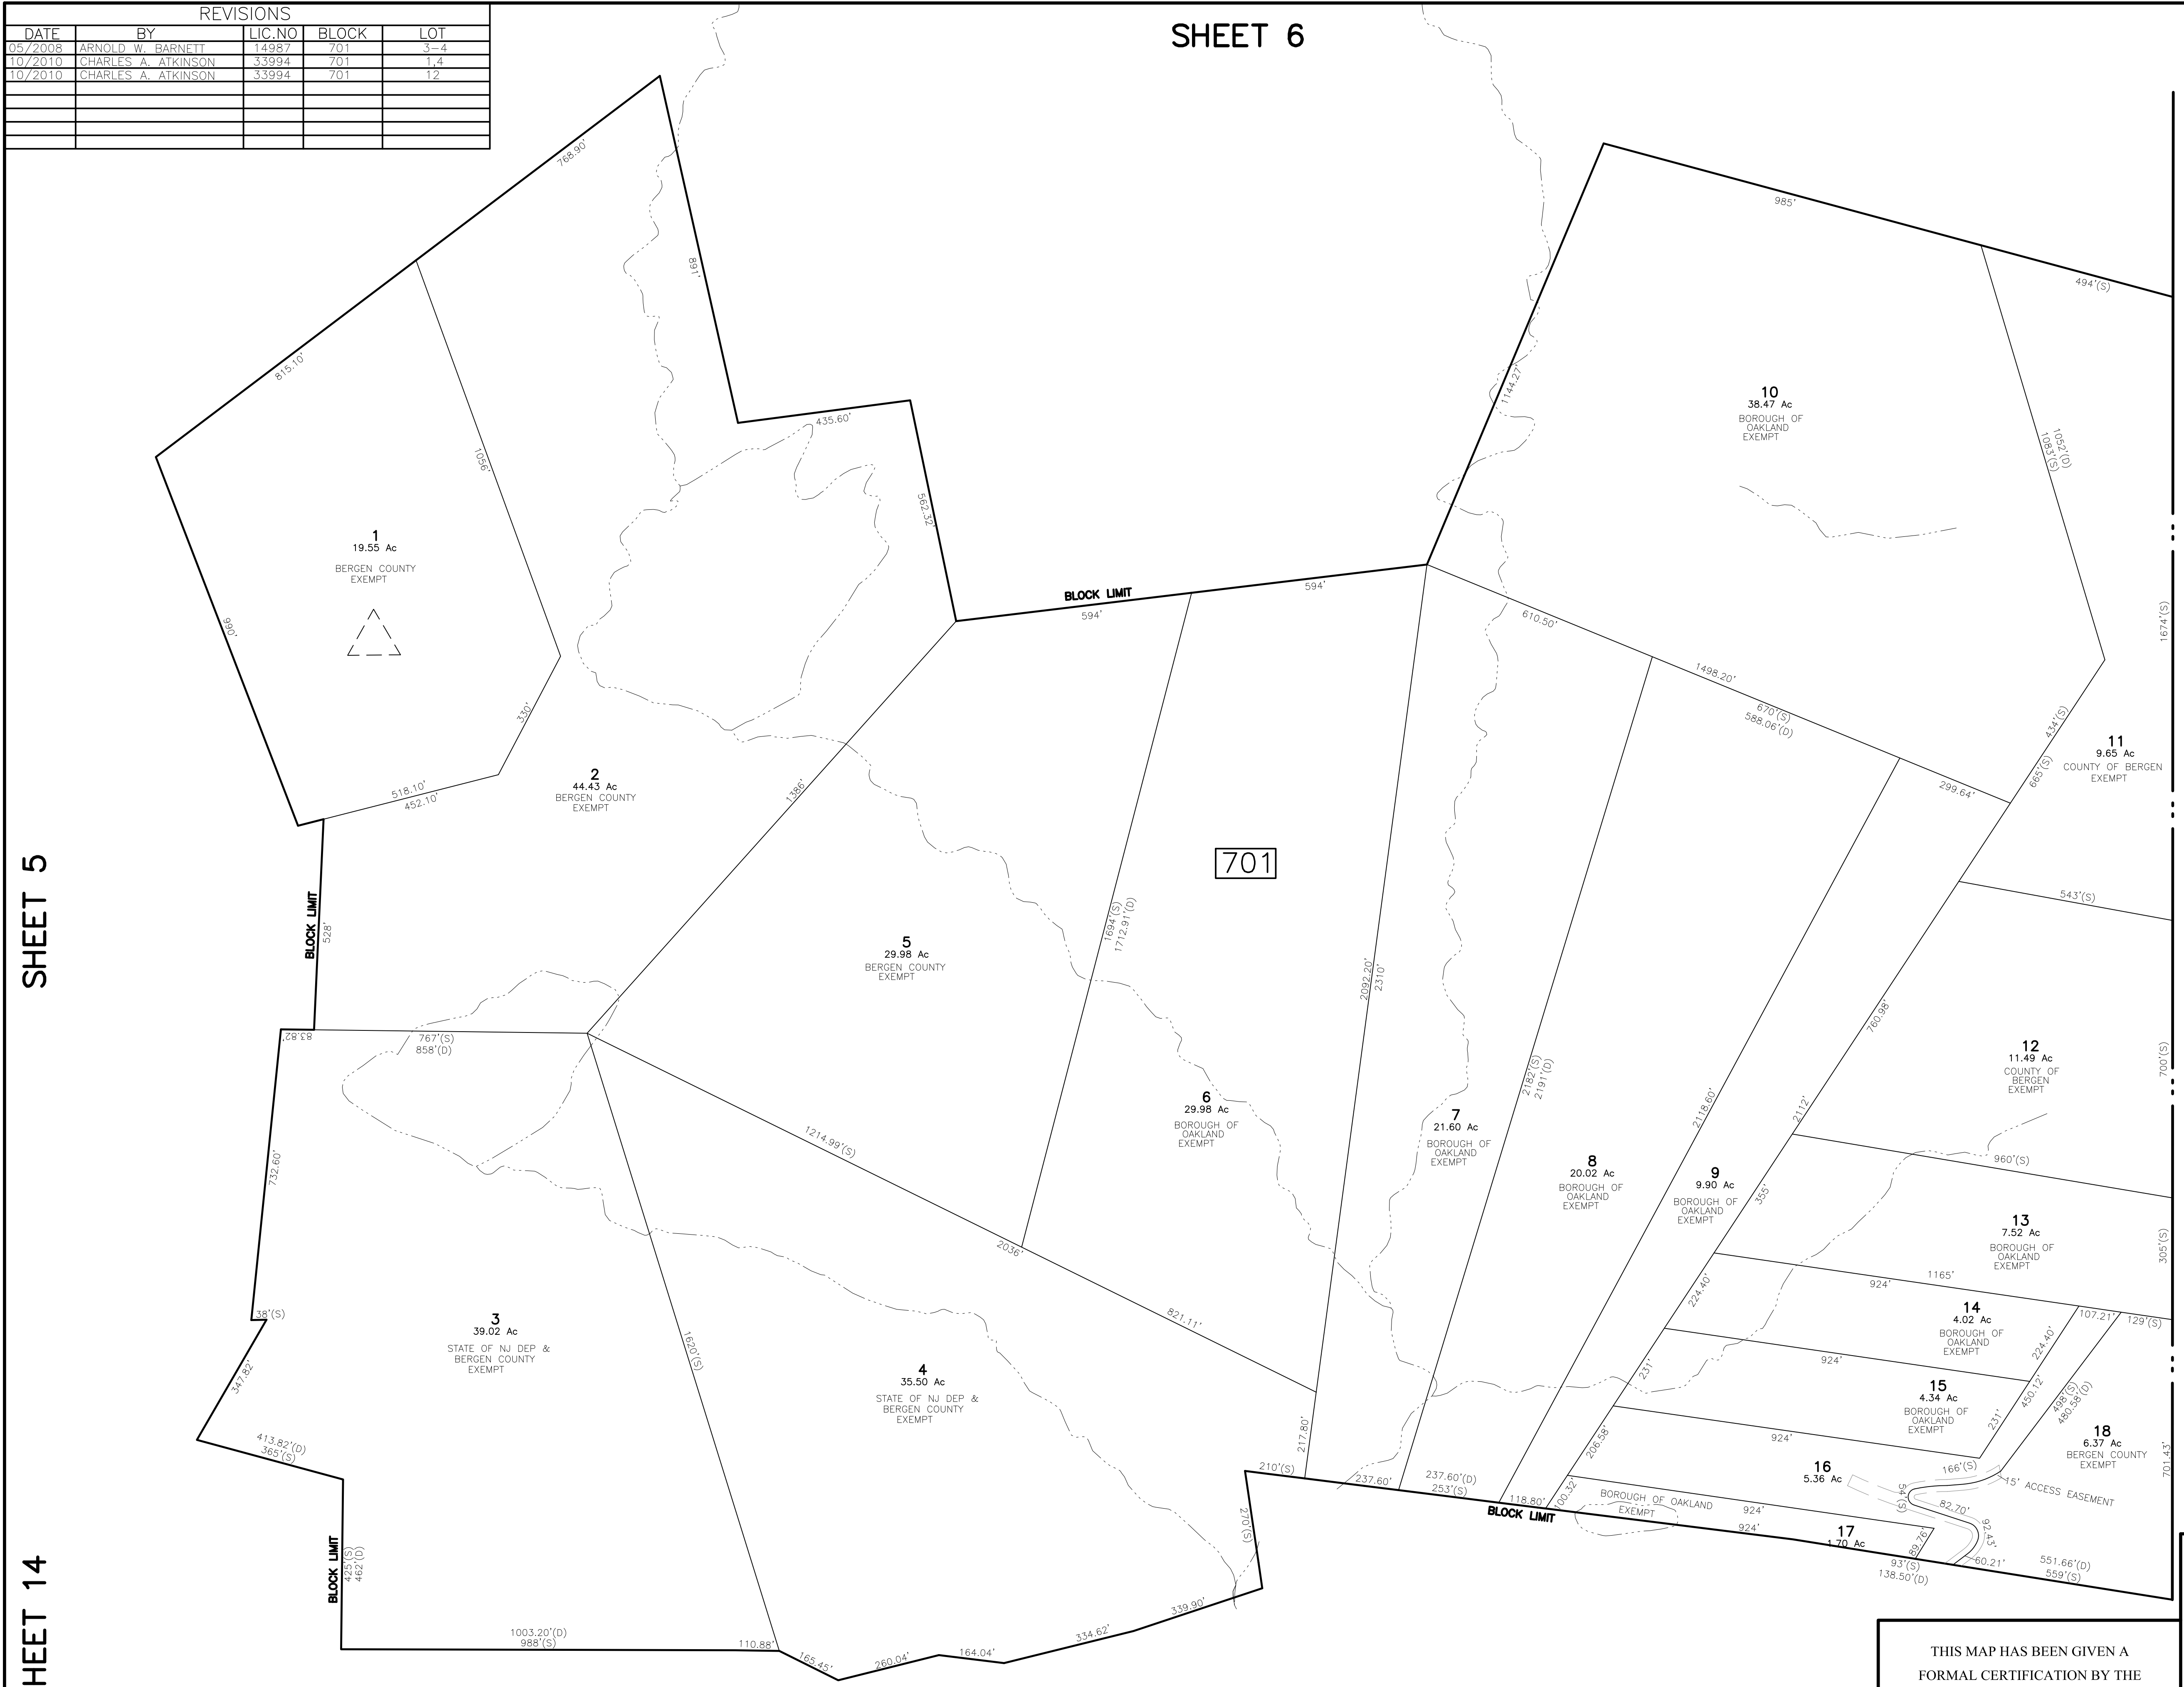 REVISIONS
DATE BY LIC.NO BLOCK LOT
05/2008 ARNOLD W. BARNETT 14987 701 3-4
10/2010 CHARLES A. ATKINSON 33994 701 1,4
10/2010 CHARLES A. ATKINSON 33994 701 12
SHEET 6
SHEET 5
HEET 14
768.90'
815.10'
891'
435.60'
562.32'
1056'
990'
330'
518.10'
452.10'
1
19.55 Ac
BERGEN COUNTY
EXEMPT
2
44.43 Ac
BERGEN COUNTY
EXEMPT
BLOCK LIMIT
528'
83.82'
767'(S)
858'(D)
1386'
BLOCK LIMIT
594'
594'
985'
494'(S)
1144.27'
10
38.47 Ac
BOROUGH OF
OAKLAND
EXEMPT
1052'(D)
1083'(S)
1674'(S)
610.50'
1498.20'
670'(S)
588.06'(D)
299.64'
434'(S)
665'(S)
11
9.65 Ac
COUNTY OF BERGEN
EXEMPT
543'(S)
701
5
29.98 Ac
BERGEN COUNTY
EXEMPT
1694'(S)
1712.91'(D)
2092.20'
2310'
6
29.98 Ac
BOROUGH OF
OAKLAND
EXEMPT
7
21.60 Ac
BOROUGH OF
OAKLAND
EXEMPT
2182'(S)
2191'(D)
8
20.02 Ac
BOROUGH OF
OAKLAND
EXEMPT
2118.60'
9
9.90 Ac
BOROUGH OF
OAKLAND
EXEMPT
760.98'
2112'
355'
12
11.49 Ac
COUNTY OF
BERGEN
EXEMPT
700'(S)
960'(S)
13
7.52 Ac
BOROUGH OF
OAKLAND
EXEMPT
305'(S)
1165'
924'
224.40'
14
4.02 Ac
BOROUGH OF
OAKLAND
EXEMPT
107.21'
129'(S)
224.40'
924'
231'
15
4.34 Ac
BOROUGH OF
OAKLAND
EXEMPT
450.12'
498'(S)
480.58'(D)
231'
924'
206.58'
16
5.36 Ac
166'(S)
18
6.37 Ac
BERGEN COUNTY
EXEMPT
701.43'
15' ACCESS EASEMENT
54'(S)
82.70'
92.43'
60.21'
551.66'(D)
559'(S)
100.32'
BOROUGH OF OAKLAND
EXEMPT
924'
924'
17
1.70 Ac
89.76'
93'(S)
138.50'(D)
BLOCK LIMIT
118.80'
237.60'(D)
253'(S)
237.60'
210'(S)
217.80'
270'(S)
1214.99'(S)
2036'
821.11'
732.60'
38'(S)
347.82'
413.82'(D)
365'(S)
3
39.02 Ac
STATE OF NJ DEP &
BERGEN COUNTY
EXEMPT
1620'(S)
4
35.50 Ac
STATE OF NJ DEP &
BERGEN COUNTY
EXEMPT
BLOCK LIMIT
425'(S)
462'(D)
1003.20'(D)
988'(S)
110.88'
165.45'
260.04'
164.04'
334.62'
339.90'
THIS MAP HAS BEEN GIVEN A
FORMAL CERTIFICATION BY THE